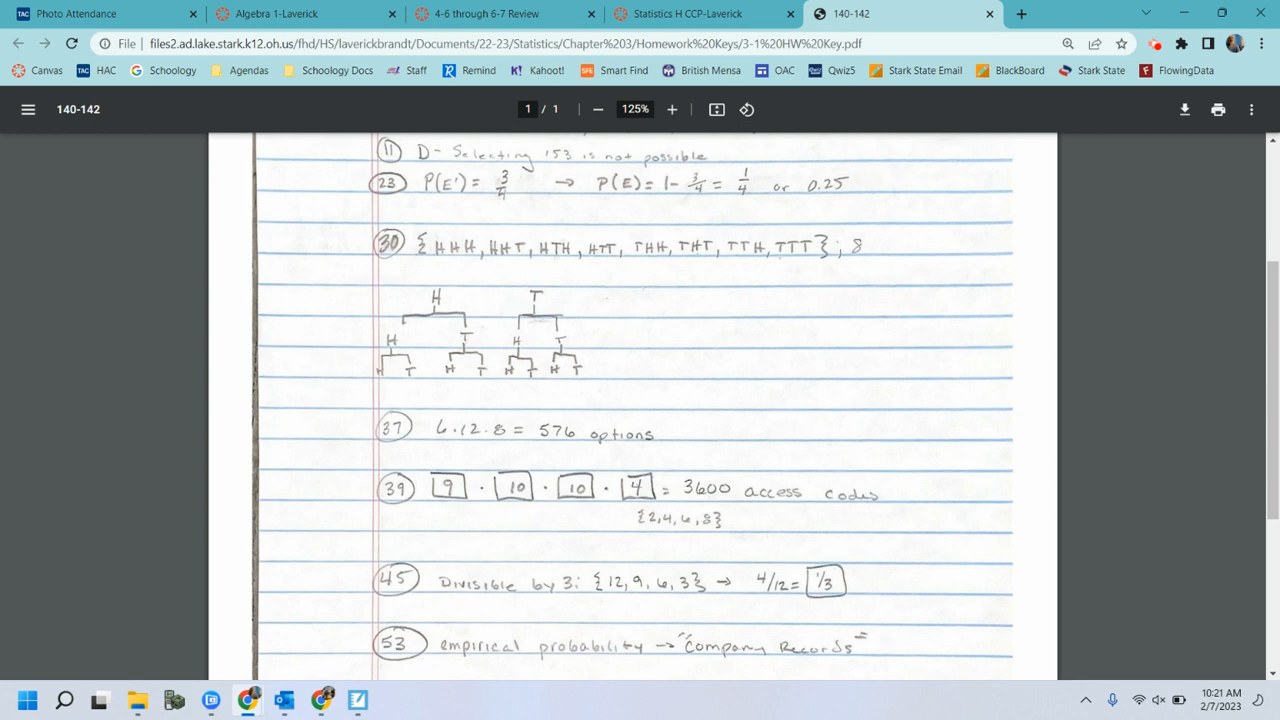 Photo Attendance
Algebra 1-Laverick
4-6 through 6-7 Review
Statistics H CCP-Laverick
140-142
File | files2.ad.lake.stark.k12.oh.us/fhd/HS/laverickbrandt/Documents/22-23/Statistics/Chapter%203/Homework%20Keys/3-1%20HW%20Key.pdf
Canvas TAC HAC Schoology Agendas Schoology Docs Staff Remind Kahoot! SFE Smart Find British Mensa OAC QwizS Stark State Email BlackBoard Stark State FlowingData
140-142 1 / 1 125%
11 D- Selecting 153 is not possible
23 P(E') = 3/4 → P(E) = 1 - 3/4 = 1/4 or 0.25
30 {HHH, HHT, HTH, HTT, THH, THT, TTH, TTT} ; 8
H T
H T H T
H T H T H T H T
37 6·12·8 = 576 options
39 9 · 10 · 10 · 4 = 3600 access codes
{2,4,6,8}
45 Divisible by 3: {12, 9, 6, 3} → 4/12 = 1/3
53 empirical probability → "Company Records"
10:21 AM
2/7/2023